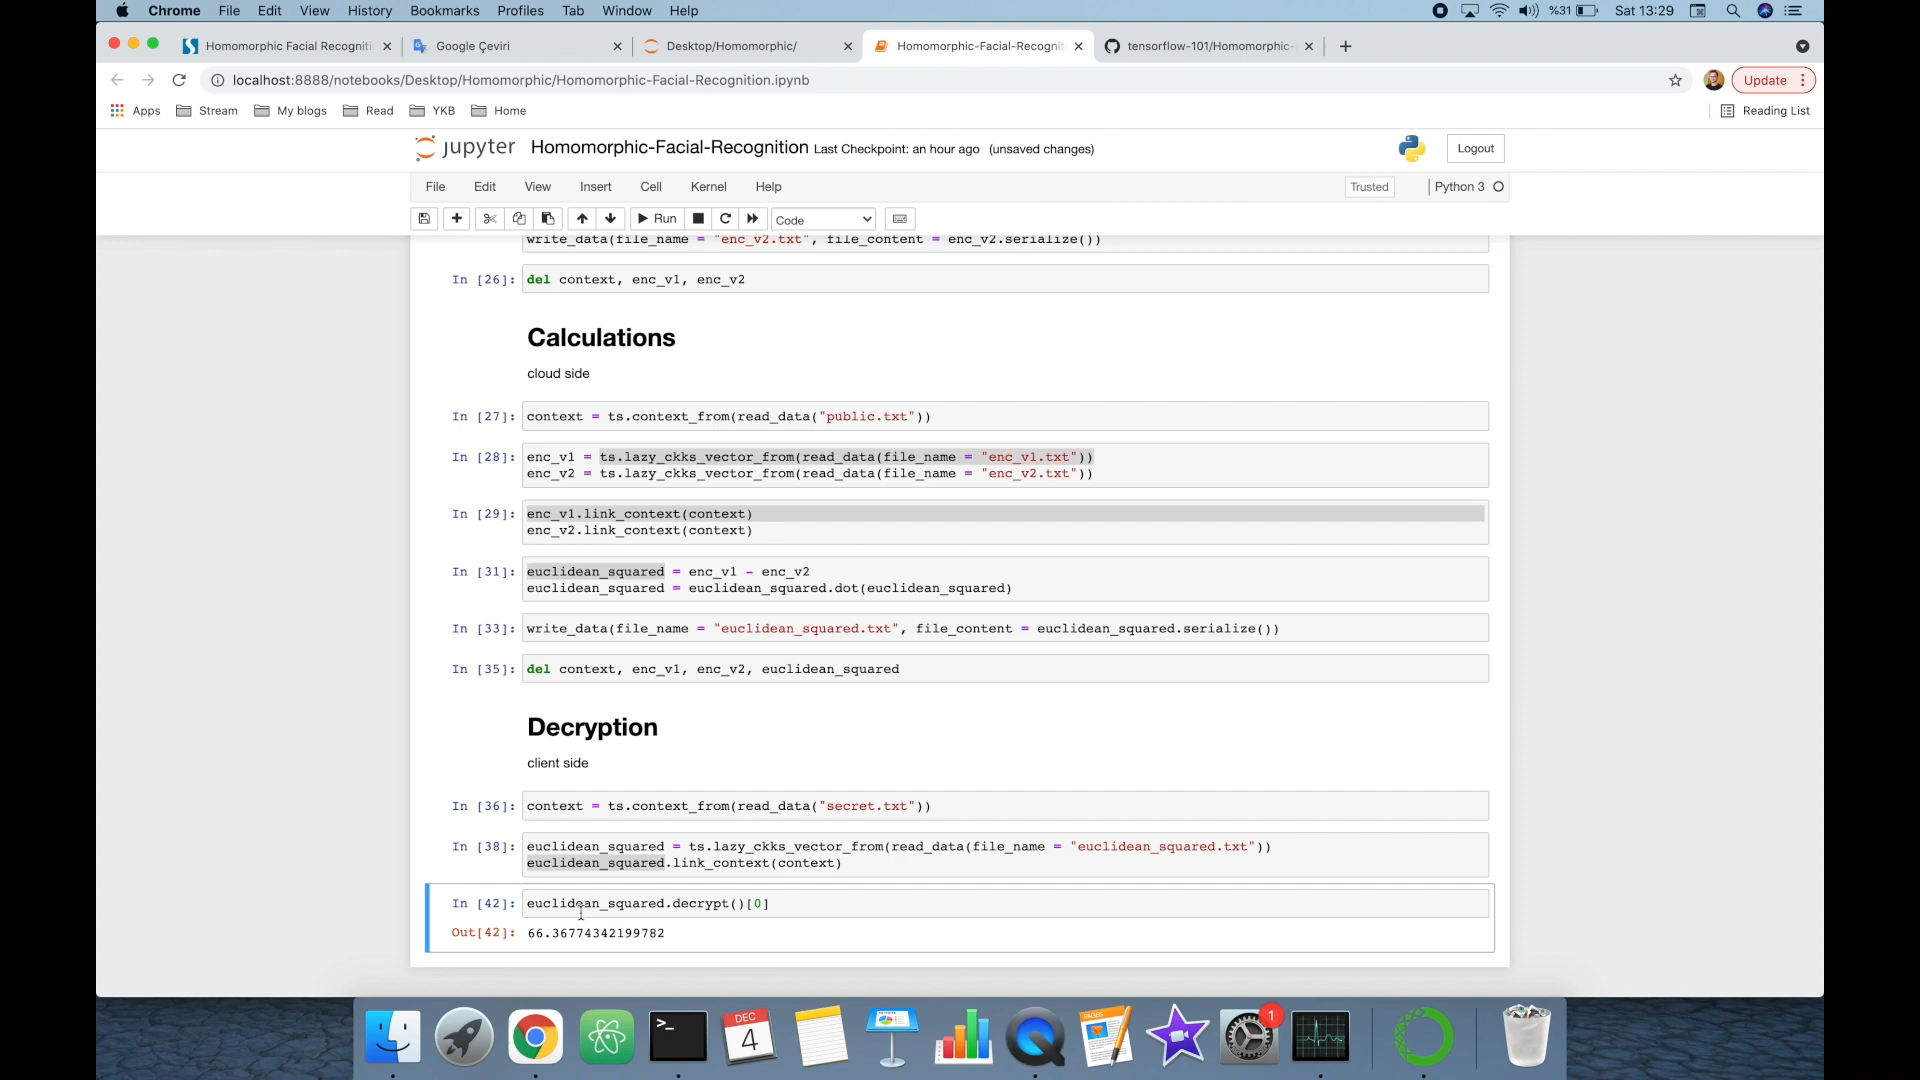 Chrome File Edit View History Bookmarks Profiles Tab Window Help %31 Sat 13:29
Homomorphic Facial Recogniti Google Çeviri Desktop/Homomorphic/ Homomorphic-Facial-Recognit tensorflow-101/Homomorphic-
localhost:8888/notebooks/Desktop/Homomorphic/Homomorphic-Facial-Recognition.ipynb Update
Apps Stream My blogs Read YKB Home Reading List
jupyter Homomorphic-Facial-Recognition Last Checkpoint: an hour ago (unsaved changes) Logout
File Edit View Insert Cell Kernel Help Trusted Python 3
Run Code
write_data(file_name = "enc_v2.txt", file_content = enc_v2.serialize())
In [26]: del context, enc_v1, enc_v2
Calculations
cloud side
In [27]: context = ts.context_from(read_data("public.txt"))
In [28]: enc_v1 = ts.lazy_ckks_vector_from(read_data(file_name = "enc_v1.txt"))
enc_v2 = ts.lazy_ckks_vector_from(read_data(file_name = "enc_v2.txt"))
In [29]: enc_v1.link_context(context)
enc_v2.link_context(context)
In [31]: euclidean_squared = enc_v1 - enc_v2
euclidean_squared = euclidean_squared.dot(euclidean_squared)
In [33]: write_data(file_name = "euclidean_squared.txt", file_content = euclidean_squared.serialize())
In [35]: del context, enc_v1, enc_v2, euclidean_squared
Decryption
client side
In [36]: context = ts.context_from(read_data("secret.txt"))
In [38]: euclidean_squared = ts.lazy_ckks_vector_from(read_data(file_name = "euclidean_squared.txt"))
euclidean_squared.link_context(context)
In [42]: euclidean_squared.decrypt()[0]
Out[42]: 66.36774342199782
DEC
4
PAGES
1